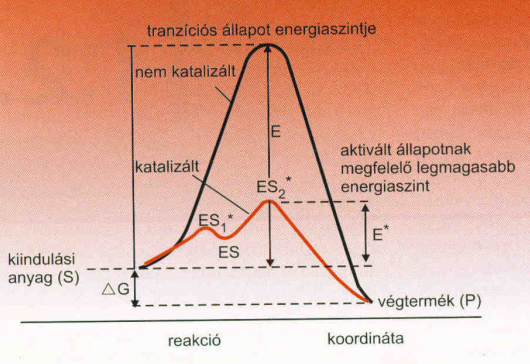 tranzíciós állapot energiaszintje
nem katalizált
E
katalizált
aktivált állapotnak
megfelelő legmagasabb
energiaszint
ES₂*
ES₁*
E*
ES
kiindulási
anyag (S)
△G
végtermék (P)
reakció
koordináta